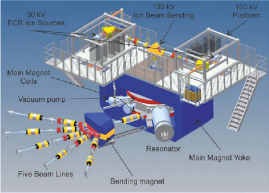 30 kV
ECR Ion Sources
100 kV
Ion Beam Bending
100 kV
Platform
Main Magnet
Coils
Vacuum pump
Resonator
Main Magnet Yoke
Five Beam Lines
Bending magnet